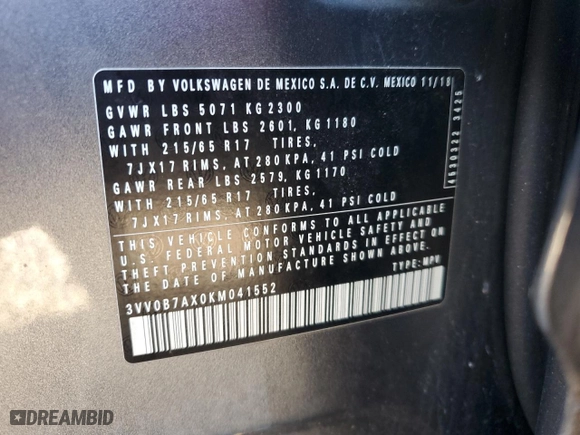 MFD BY VOLKSWAGEN DE MEXICO S.A. DE C.V. MEXICO 11/18
GVWR LBS 5071 KG 2300
GAWR FRONT LBS 2601, KG 1180
WITH 215/65 R17 TIRES,
7JX17 RIMS, AT 280 KPA, 41 PSI COLD
GAWR REAR LBS 2579, KG 1170
WITH 215/65 R17 TIRES,
7JX17 RIMS, AT 280 KPA, 41 PSI COLD
THIS VEHICLE CONFORMS TO ALL APPLICABLE
U.S. FEDERAL MOTOR VEHICLE SAFETY AND
THEFT PREVENTION STANDARDS IN EFFECT ON
THE DATE OF MANUFACTURE SHOWN ABOVE.
3VV0B7AX0KM041552 TYPE: MPV
4630322 3425
DREAMBID